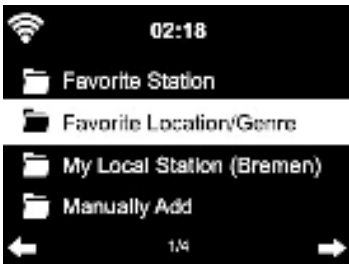 02:18
Favorite Station
Favorite Location/Genre
My Local Station (Bremen)
Manually Add
1/4